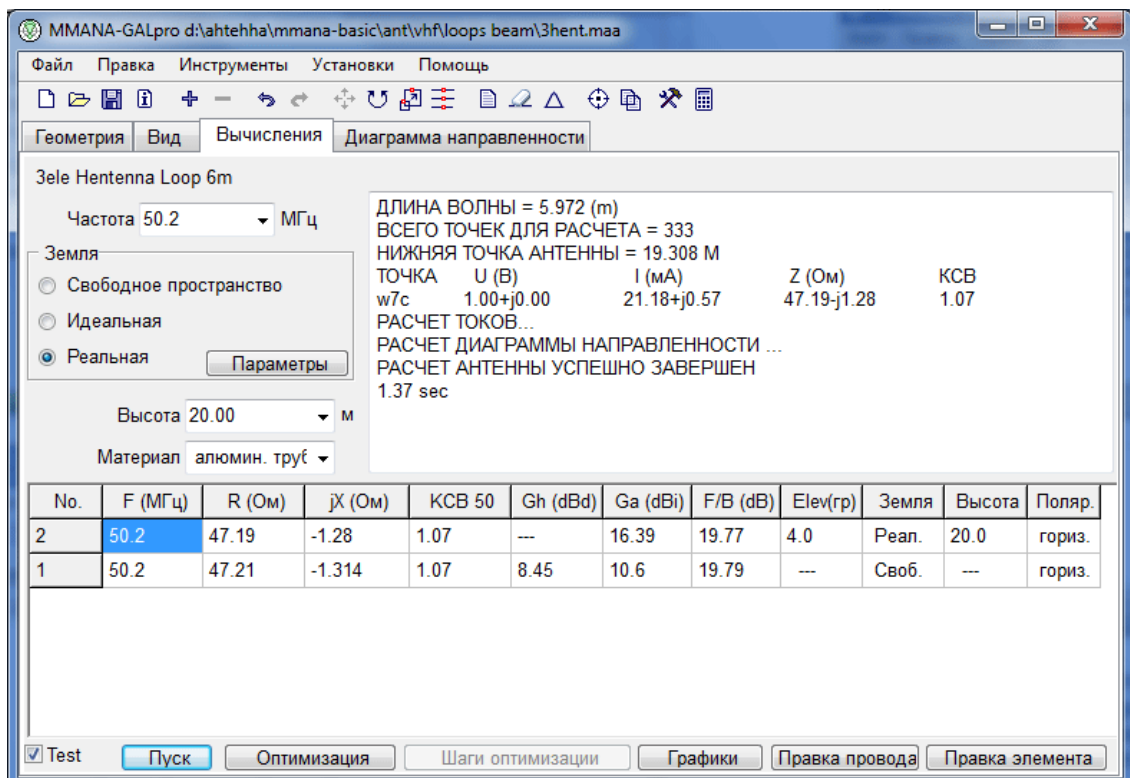 MMANA-GALpro d:\ahtehha\mmana-basic\ant\vhf\loops beam\3hent.maa
Файл Правка Инструменты Установки Помощь
Геометрия Вид Вычисления Диаграмма направленности
3ele Hentenna Loop 6m
Частота 50.2 МГц
Земля
Свободное пространство
Идеальная
Реальная Параметры
Высота 20.00 м
Материал алюмин. труб
ДЛИНА ВОЛНЫ = 5.972 (m)
ВСЕГО ТОЧЕК ДЛЯ РАСЧЕТА = 333
НИЖНЯЯ ТОЧКА АНТЕННЫ = 19.308 М
ТОЧКА U (В) I (мА) Z (Ом) КСВ
w7c 1.00+j0.00 21.18+j0.57 47.19-j1.28 1.07
РАСЧЕТ ТОКОВ...
РАСЧЕТ ДИАГРАММЫ НАПРАВЛЕННОСТИ ...
РАСЧЕТ АНТЕННЫ УСПЕШНО ЗАВЕРШЕН
1.37 sec
No. F (МГц) R (Ом) jX (Ом) КСВ 50 Gh (dBd) Ga (dBi) F/B (dB) Elev(гр) Земля Высота Поляр.
2 50.2 47.19 -1.28 1.07 --- 16.39 19.77 4.0 Реал. 20.0 гориз.
1 50.2 47.21 -1.314 1.07 8.45 10.6 19.79 --- Своб. --- гориз.
Test Пуск Оптимизация Шаги оптимизации Графики Правка провода Правка элемента